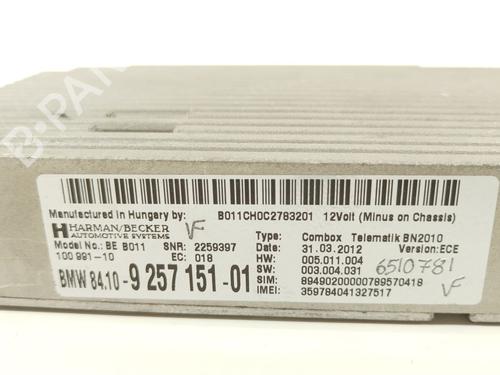 B-PARTS
Manufactured in Hungary by: B011CH0C2783201 12Volt (Minus on Chassis)
HARMAN/BECKER
AUTOMOTIVE SYSTEMS
VF
Type: Combox Telematik BN2010
Model No.: BE B011 SNR: 2259397 Date: 31.03.2012 Version: ECE
100 991-10 EC: 018 HW: 005.011.004
BMW 84.10- 9 257 151 -01 SW: 003.004.031 6510781
SIM: 89490200000789570418
IMEI: 359784041327517 VF